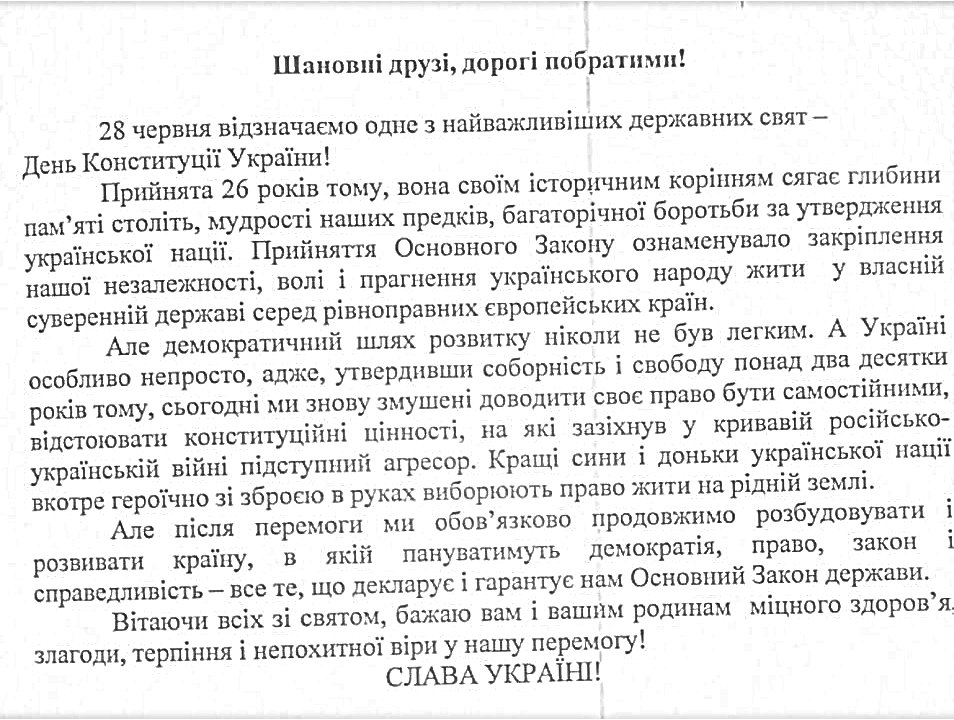 Шановні друзі, дорогі побратими!
28 червня відзначаємо одне з найважливіших державних свят –
День Конституції України!
Прийнята 26 років тому, вона своїм історичним корінням сягає глибини
пам’яті століть, мудрості наших предків, багаторічної боротьби за утвердження
української нації. Прийняття Основного Закону ознаменувало закріплення
нашої незалежності, волі і прагнення українського народу жити у власній
суверенній державі серед рівноправних європейських країн.
Але демократичний шлях розвитку ніколи не був легким. А Україні
особливо непросто, адже, утвердивши соборність і свободу понад два десятки
років тому, сьогодні ми знову змушені доводити своє право бути самостійними,
відстоювати конституційні цінності, на які зазіхнув у кривавій російсько-
українській війні підступний агресор. Кращі сини і доньки української нації
вкотре героїчно зі зброєю в руках виборюють право жити на рідній землі.
Але після перемоги ми обов’язково продовжимо розбудовувати і
розвивати країну, в якій пануватимуть демократія, право, закон і
справедливість – все те, що декларує і гарантує нам Основний Закон держави.
Вітаючи всіх зі святом, бажаю вам і вашим родинам міцного здоров’я,
злагоди, терпіння і непохитної віри у нашу перемогу!
СЛАВА УКРАЇНІ!